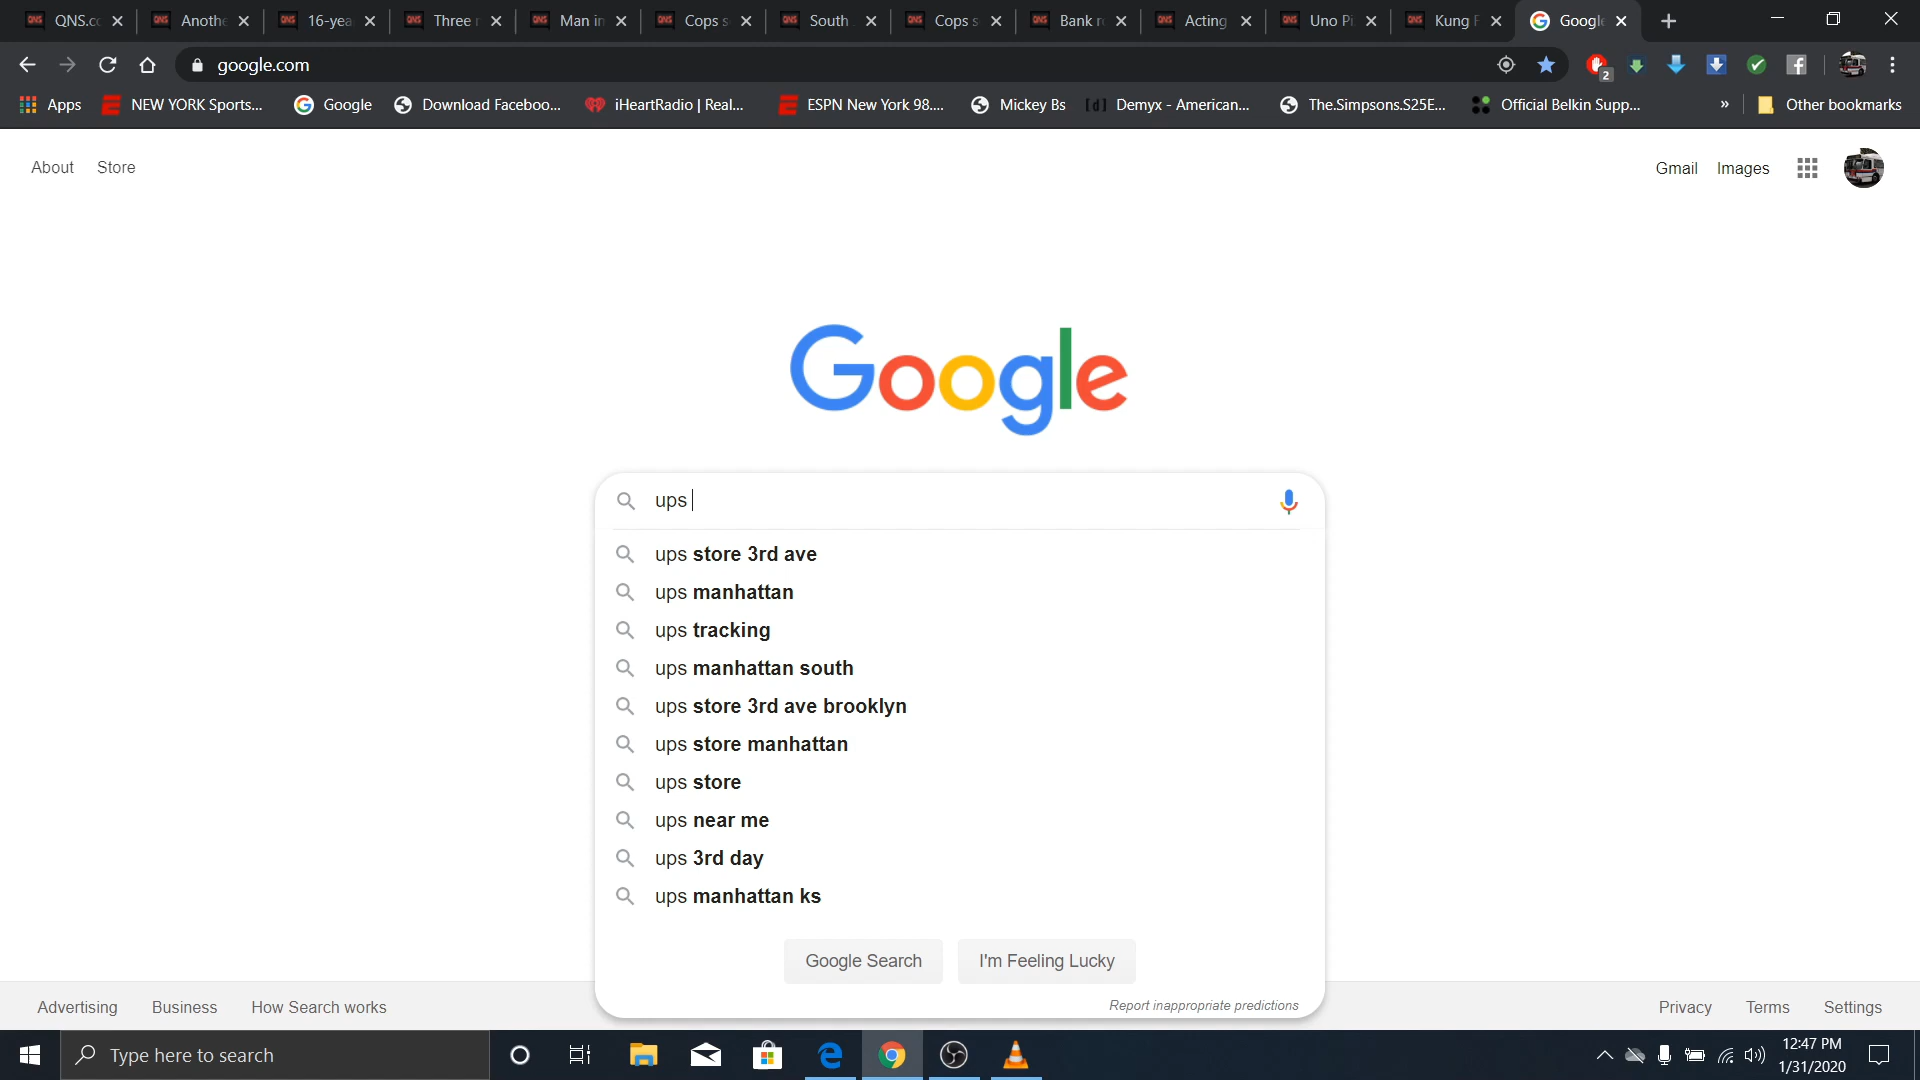 QNS.c Anothe 16-yea Three Man in Cops s South Cops s Bank r Acting Uno Pi Kung F Google
google.com
2
Apps NEW YORK Sports... Google Download Faceboo... iHeartRadio | Real... ESPN New York 98.... Mickey Bs [d] Demyx - American... The.Simpsons.S25E... Official Belkin Supp... » Other bookmarks
About Store Gmail Images
Google
ups
ups store 3rd ave
ups manhattan
ups tracking
ups manhattan south
ups store 3rd ave brooklyn
ups store manhattan
ups store
ups near me
ups 3rd day
ups manhattan ks
Google Search I'm Feeling Lucky
Report inappropriate predictions
Advertising Business How Search works Privacy Terms Settings
Type here to search
12:47 PM
1/31/2020